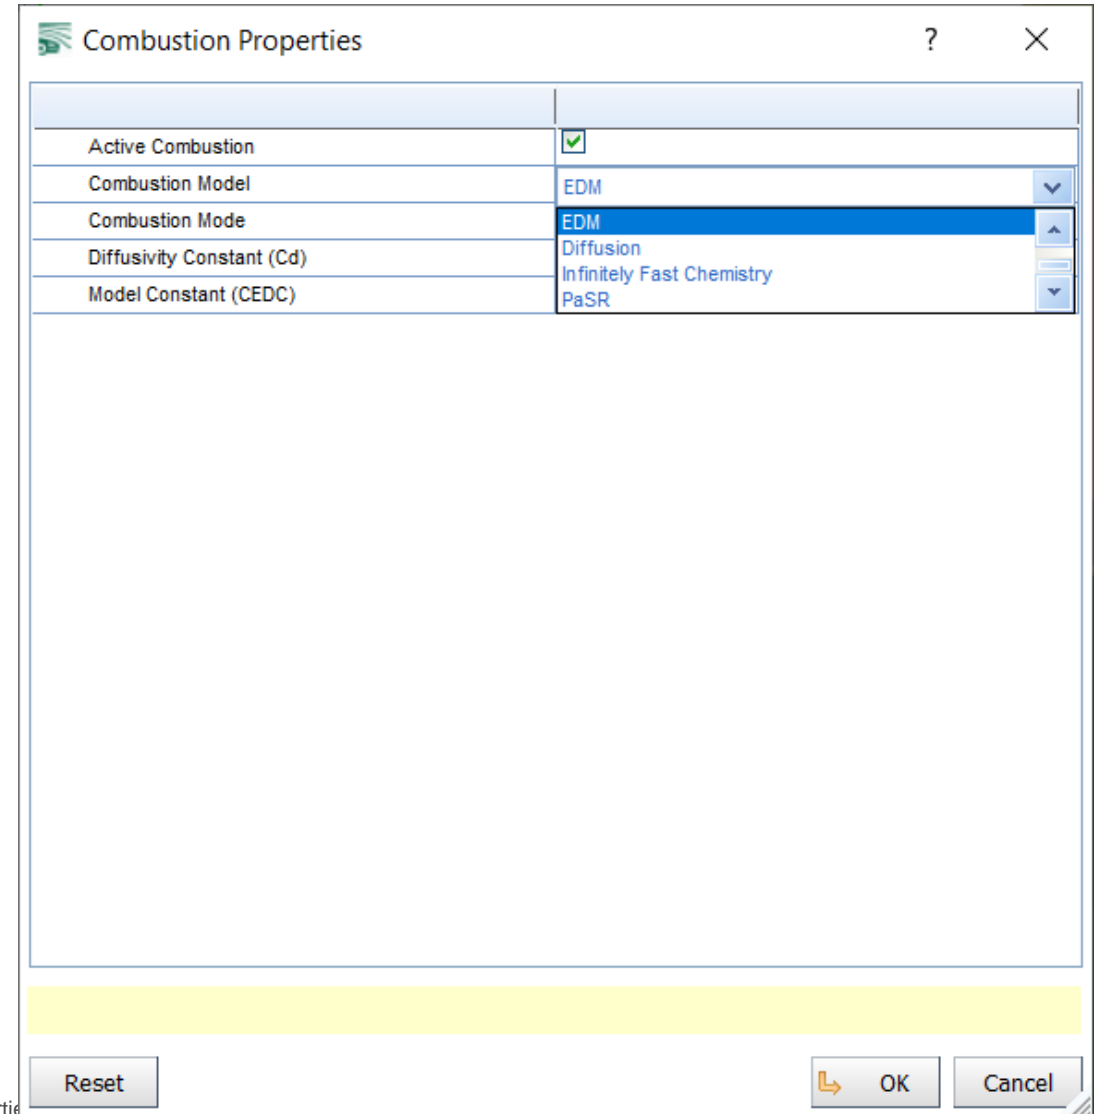 Combustion Properties ?
Active Combustion
Combustion Model EDM
Combustion Mode EDM
Diffusion
Diffusivity Constant (Cd)
Infinitely Fast Chemistry
Model Constant (CEDC) PaSR
Reset OK Cancel